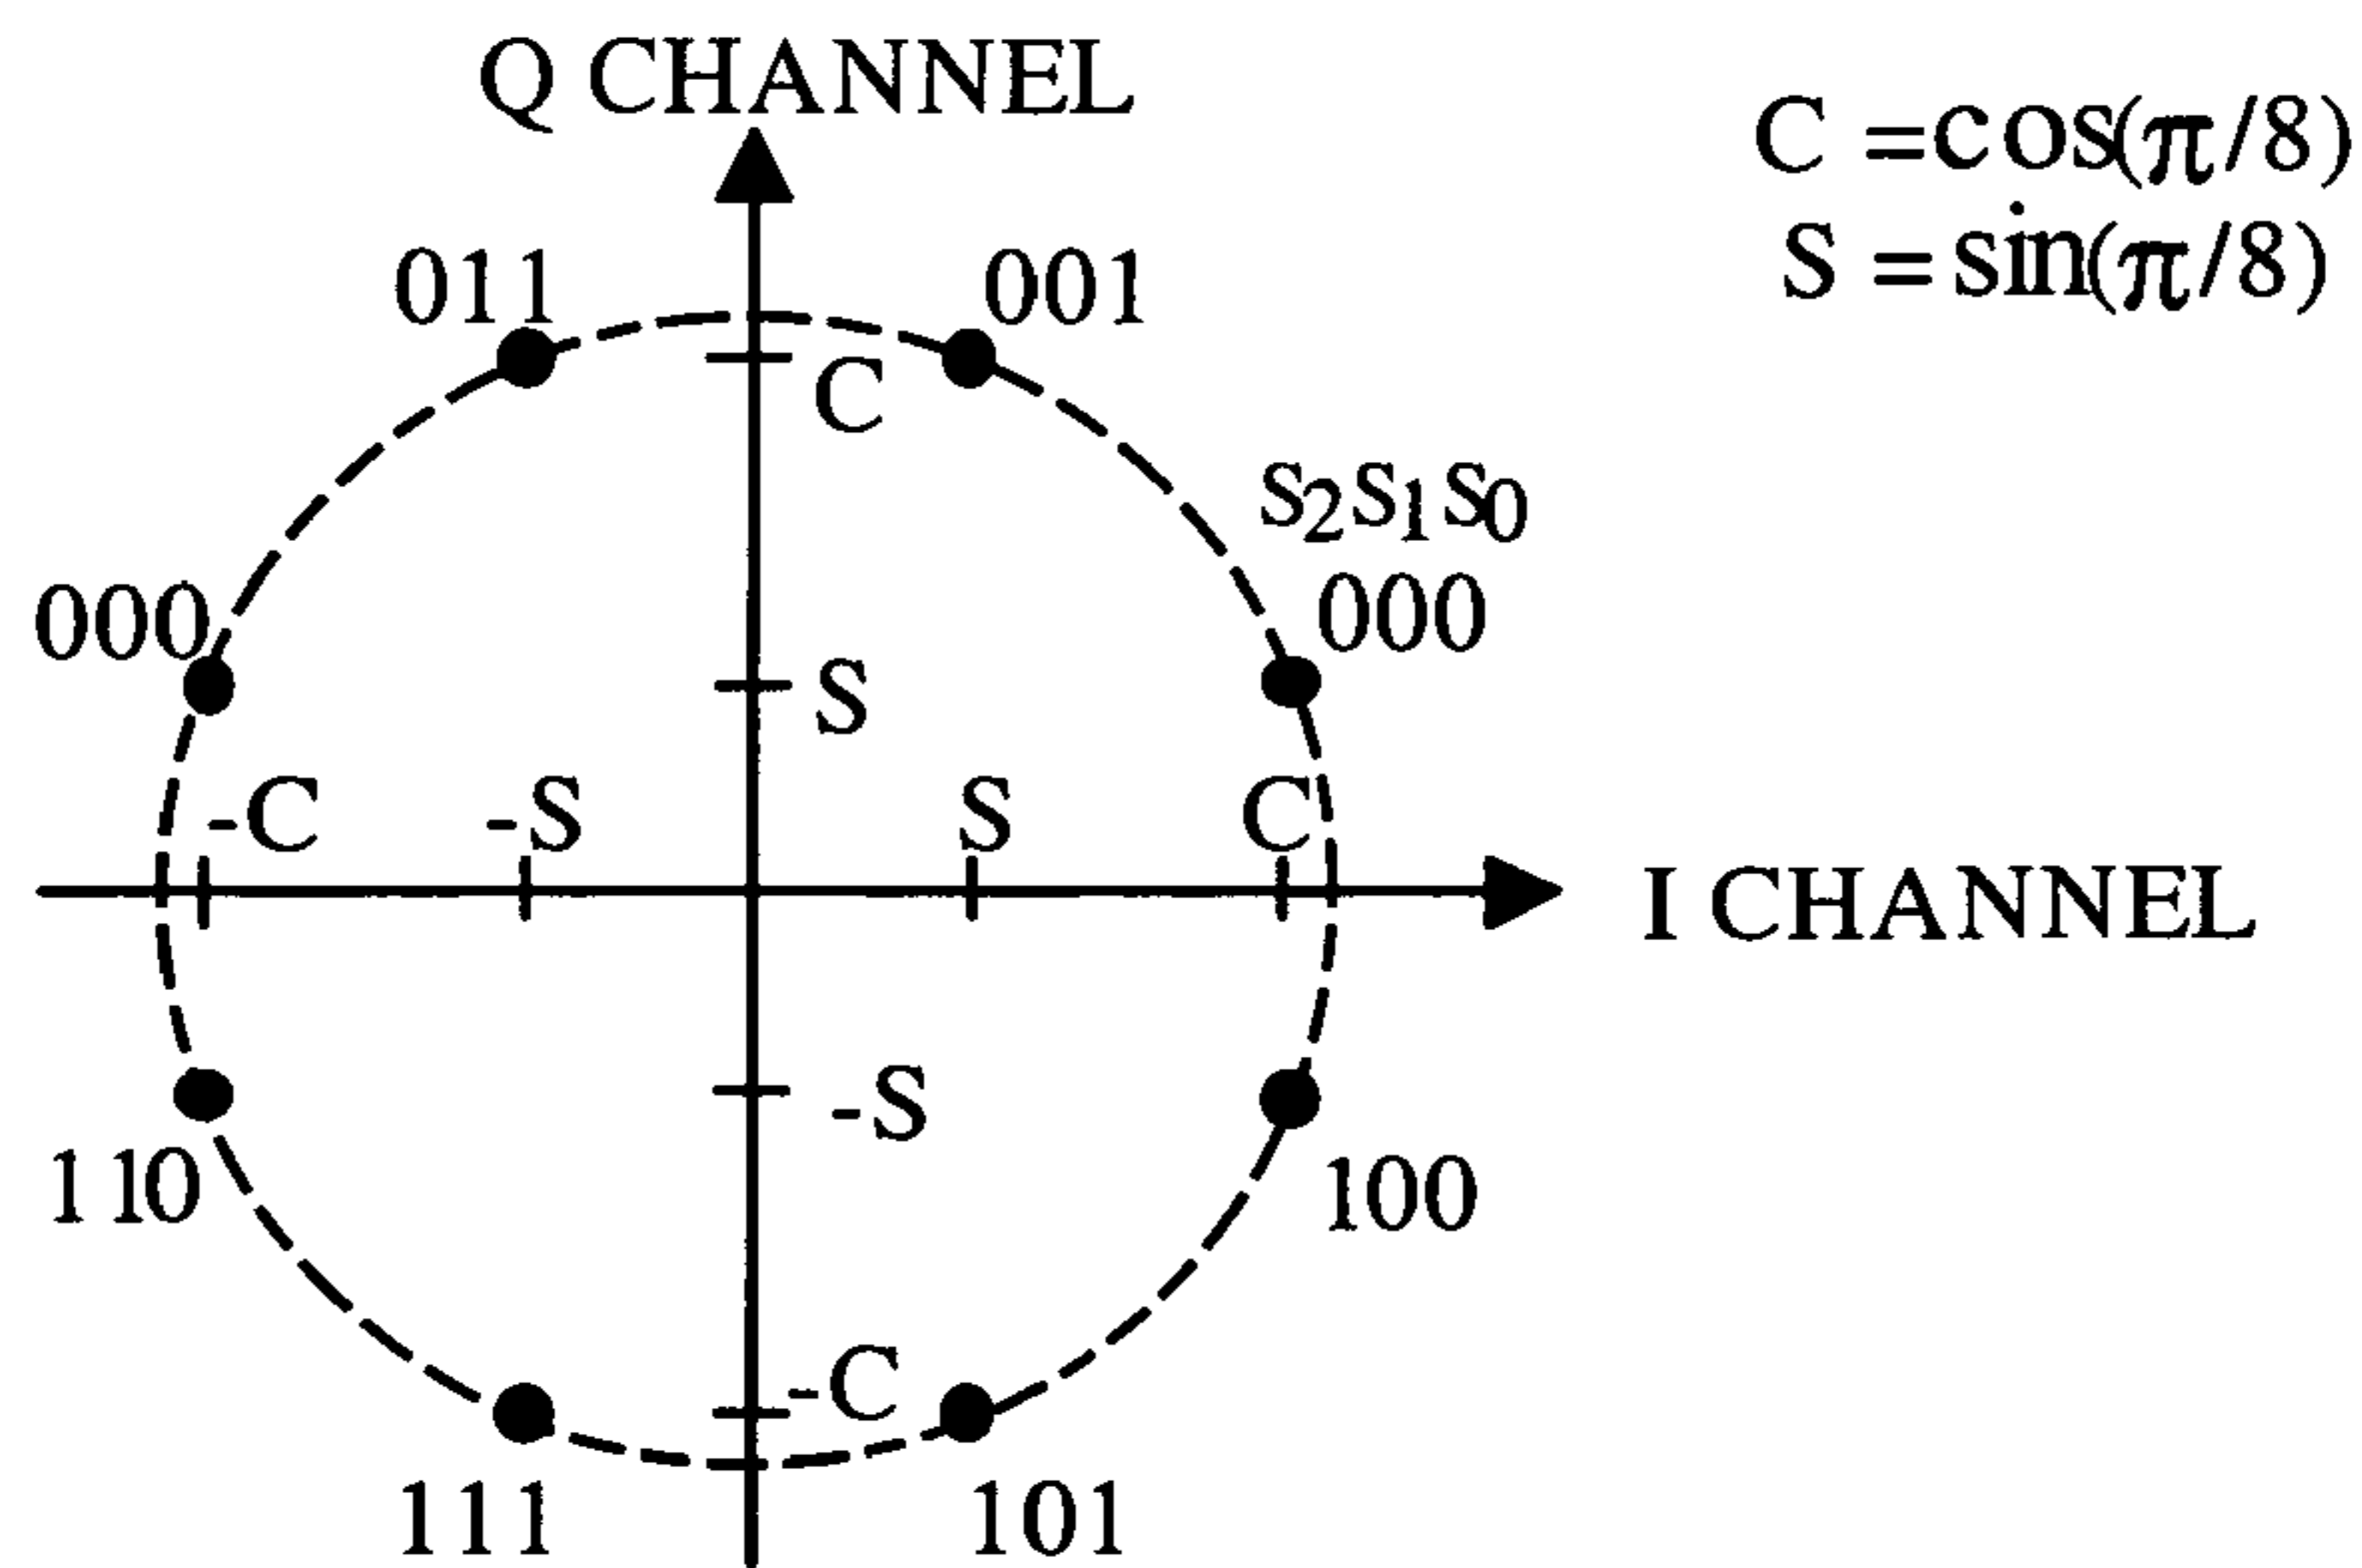 Q CHANNEL
C = cos(π/8)
S = sin(π/8)
011
001
C
s2s1s0
000
000
S
-C
-S
S
C
I CHANNEL
-S
110
100
-C
111
101